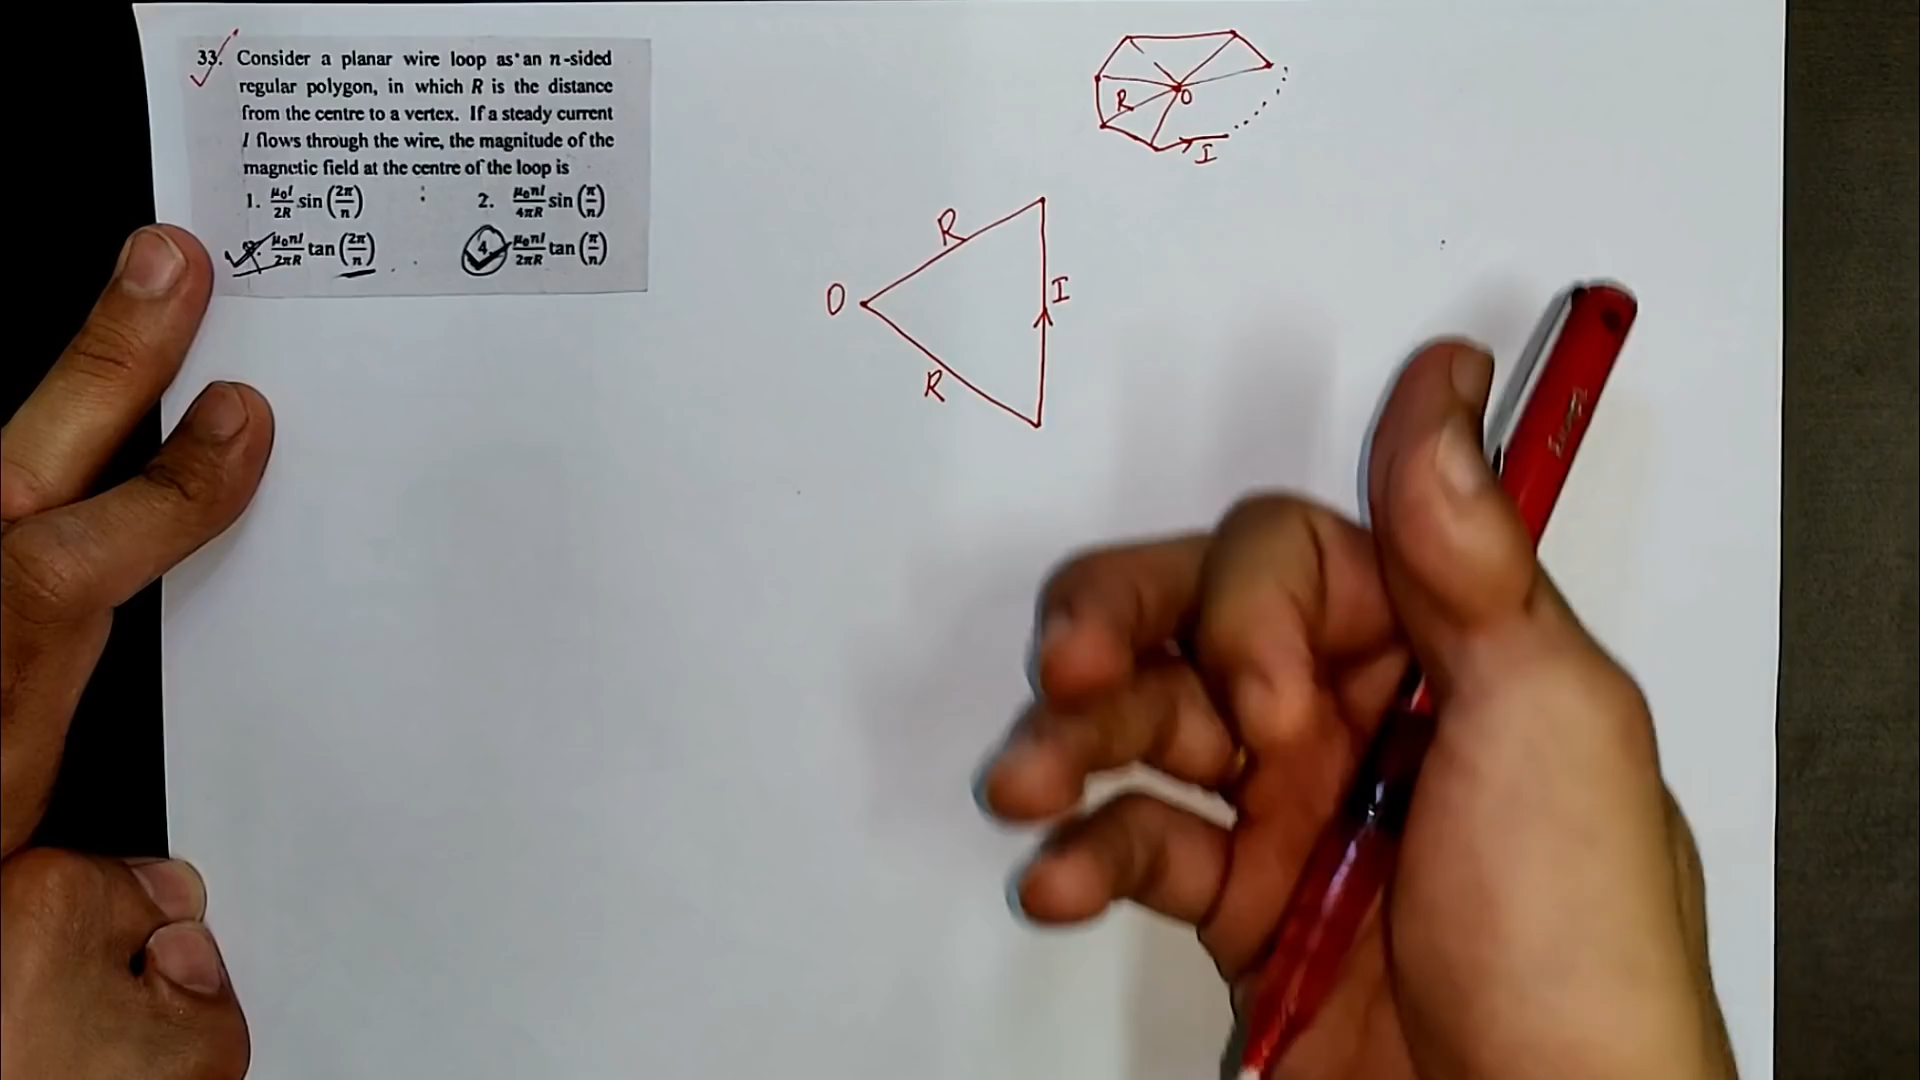 33. Consider a planar wire loop as an n-sided
regular polygon, in which R is the distance
from the centre to a vertex. If a steady current
I flows through the wire, the magnitude of the
magnetic field at the centre of the loop is
1. μ₀I/2R sin(2π/n) 2. μ₀nI/4πR sin(π/n)
μ₀nI/2πR tan(2π/n) 4. μ₀nI/2πR tan(π/n)
R O
I
R
O I
R